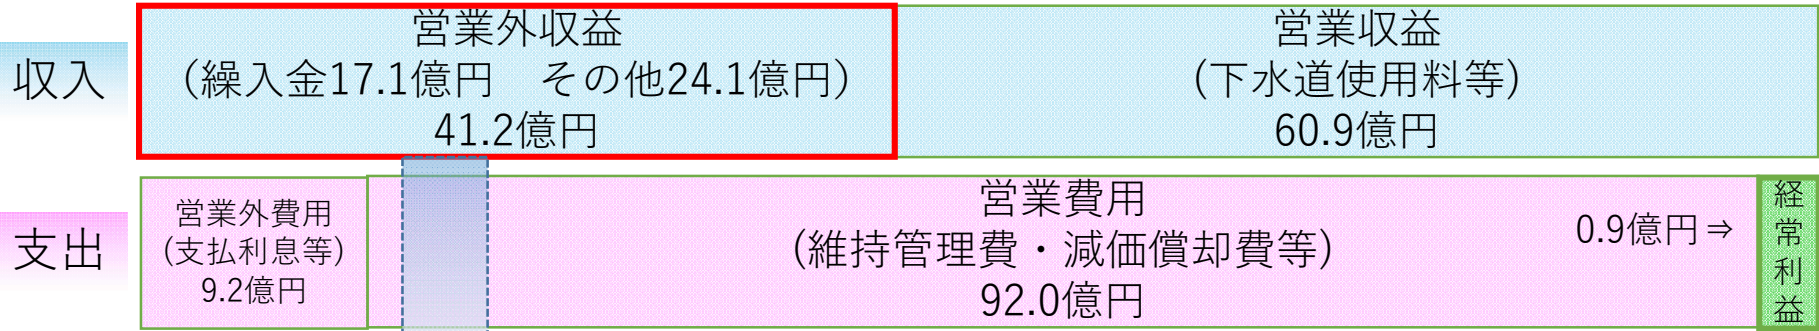 収入
営業外収益
(繰入金17.1億円　その他24.1億円)
41.2億円
営業収益
(下水道使用料等)
60.9億円
支出
営業外費用
(支払利息等)
9.2億円
営業費用
(維持管理費・減価償却費等)
92.0億円
0.9億円⇒
経常利益